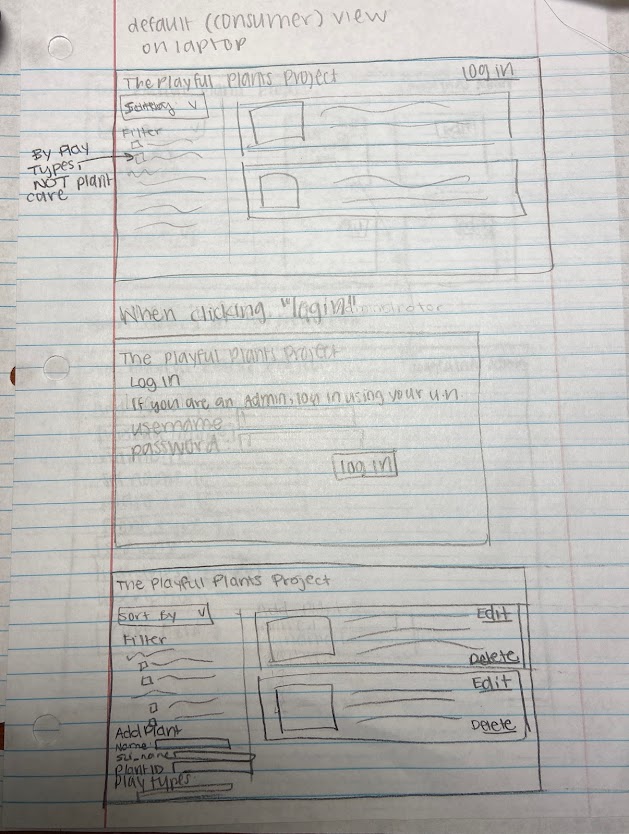 default (consumer) view
on laptop
The Playful Plants Project
log in
Sort By
Filter
By Play
Types,
NOT plant
care
When clicking "login"
The Playful Plants Project
Log in
If you are an Admin, log in using your u.n
username
password
log in
The Playful Plants Project
Sort By
Filter
Edit
Delete
Edit
Delete
Add Plant
Name
Sci_name
Plant ID
Play Types